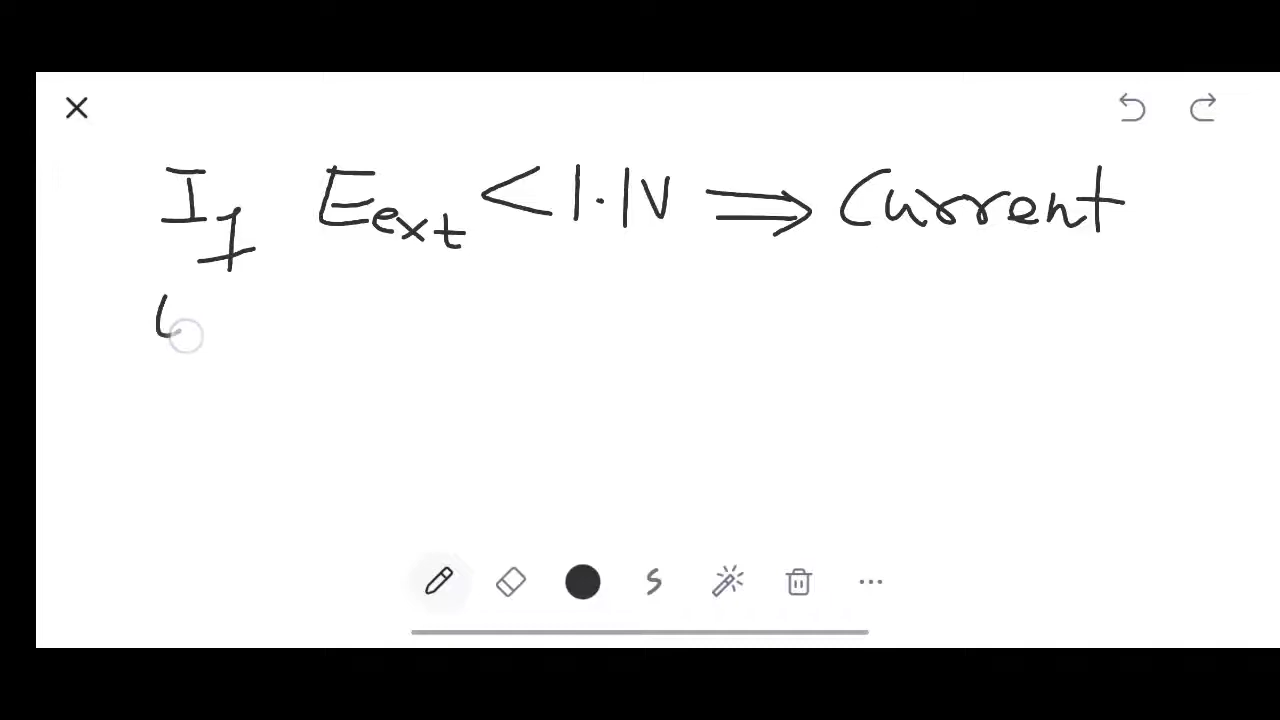 If Eext < 1.1V ⇒ Current